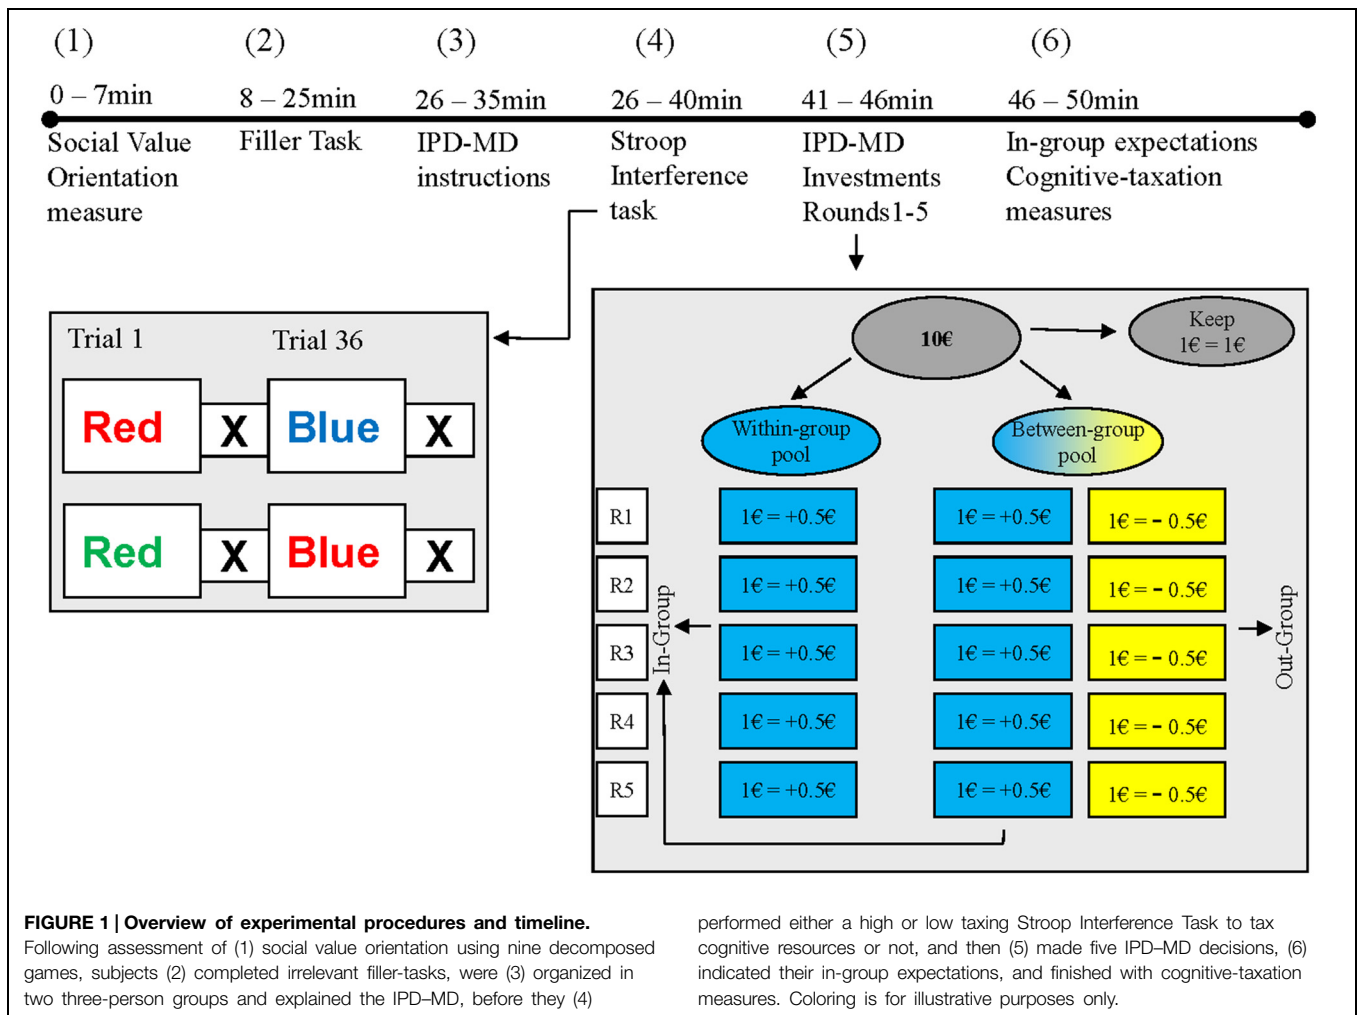 (1) (2) (3) (4) (5) (6)
0 – 7min 8 – 25min 26 – 35min 26 – 40min 41 – 46min 46 – 50min
Social Value
Orientation
measure
Filler Task
IPD-MD
instructions
Stroop
Interference
task
IPD-MD
Investments
Rounds1-5
In-group expectations
Cognitive-taxation
measures
Trial 1 Trial 36
Red X Blue X
Red X Blue X
10€
Keep
1€ = 1€
Within-group
pool
Between-group
pool
R1 1€ = +0.5€ 1€ = +0.5€ 1€ = - 0.5€
R2 1€ = +0.5€ 1€ = +0.5€ 1€ = - 0.5€
R3 1€ = +0.5€ 1€ = +0.5€ 1€ = - 0.5€
R4 1€ = +0.5€ 1€ = +0.5€ 1€ = - 0.5€
R5 1€ = +0.5€ 1€ = +0.5€ 1€ = - 0.5€
In-Group
Out-Group
FIGURE 1 | Overview of experimental procedures and timeline.
Following assessment of (1) social value orientation using nine decomposed
games, subjects (2) completed irrelevant filler-tasks, were (3) organized in
two three-person groups and explained the IPD–MD, before they (4)
performed either a high or low taxing Stroop Interference Task to tax
cognitive resources or not, and then (5) made five IPD–MD decisions, (6)
indicated their in-group expectations, and finished with cognitive-taxation
measures. Coloring is for illustrative purposes only.